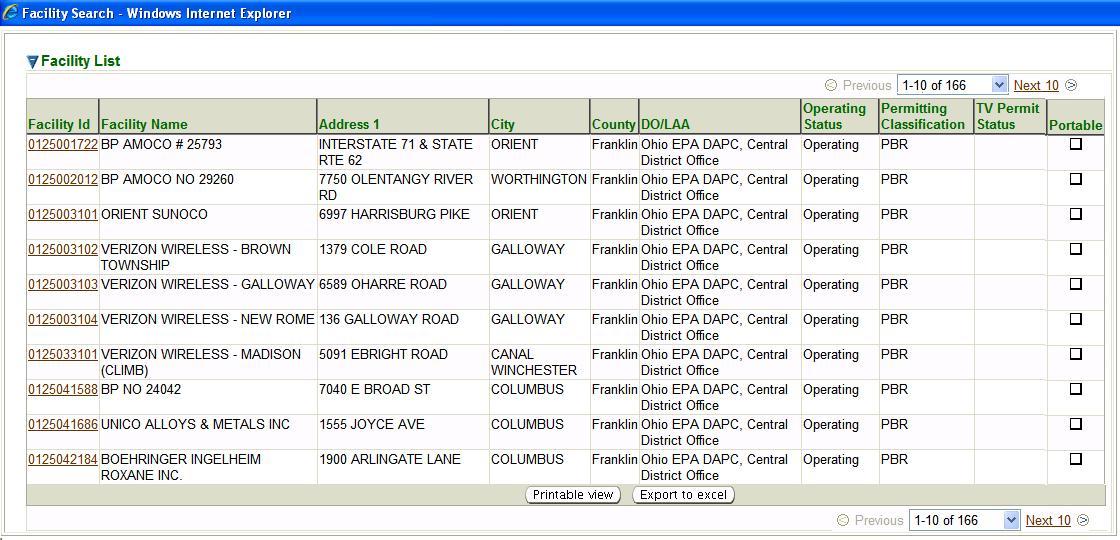 Facility Search - Windows Internet Explorer
Facility List
Previous 1-10 of 166 Next 10
Facility Id Facility Name Address 1 City County DO/LAA Operating Status Permitting Classification TV Permit Status Portable
0125001722 BP AMOCO # 25793 INTERSTATE 71 & STATE RTE 62 ORIENT Franklin Ohio EPA DAPC, Central District Office Operating PBR
0125002012 BP AMOCO NO 29260 7750 OLENTANGY RIVER RD WORTHINGTON Franklin Ohio EPA DAPC, Central District Office Operating PBR
0125003101 ORIENT SUNOCO 6997 HARRISBURG PIKE ORIENT Franklin Ohio EPA DAPC, Central District Office Operating PBR
0125003102 VERIZON WIRELESS - BROWN TOWNSHIP 1379 COLE ROAD GALLOWAY Franklin Ohio EPA DAPC, Central District Office Operating PBR
0125003103 VERIZON WIRELESS - GALLOWAY 6589 OHARRE ROAD GALLOWAY Franklin Ohio EPA DAPC, Central District Office Operating PBR
0125003104 VERIZON WIRELESS - NEW ROME 136 GALLOWAY ROAD GALLOWAY Franklin Ohio EPA DAPC, Central District Office Operating PBR
0125033101 VERIZON WIRELESS - MADISON (CLIMB) 5091 EBRIGHT ROAD CANAL WINCHESTER Franklin Ohio EPA DAPC, Central District Office Operating PBR
0125041588 BP NO 24042 7040 E BROAD ST COLUMBUS Franklin Ohio EPA DAPC, Central District Office Operating PBR
0125041686 UNICO ALLOYS & METALS INC 1555 JOYCE AVE COLUMBUS Franklin Ohio EPA DAPC, Central District Office Operating PBR
0125042184 BOEHRINGER INGELHEIM ROXANE INC. 1900 ARLINGATE LANE COLUMBUS Franklin Ohio EPA DAPC, Central District Office Operating PBR
Printable view Export to excel
Previous 1-10 of 166 Next 10